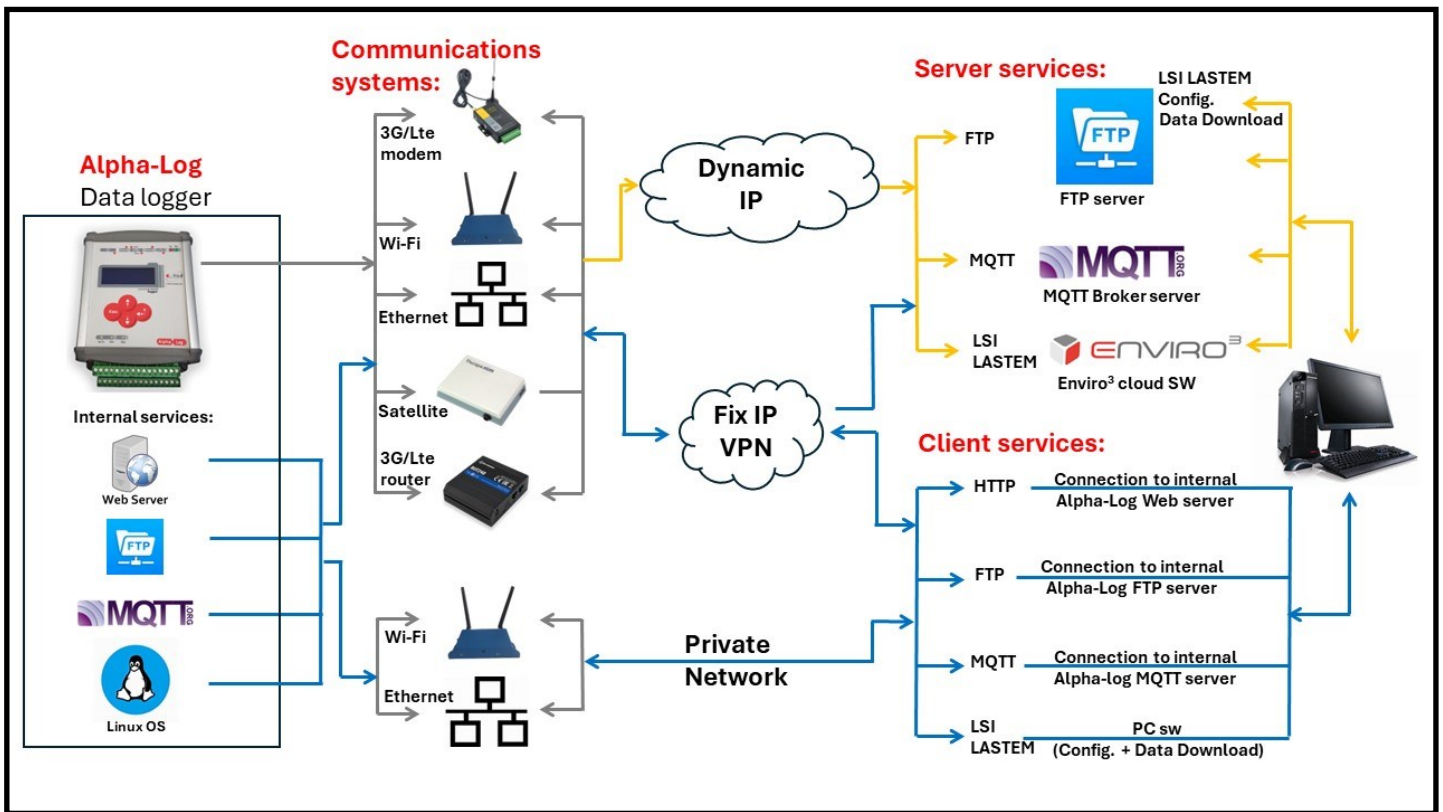 Communications
systems:
3G/Lte
modem
Wi-Fi
Ethernet
Satellite
3G/Lte
router
Alpha-Log
Data logger
Internal services:
Web Server
FTP
MQTT.ORG
Linux OS
Wi-Fi
Ethernet
Dynamic
IP
Fix IP
VPN
Private
Network
Server services:
LSI LASTEM
Config.
Data Download
FTP
FTP
FTP server
MQTT
MQTT.ORG
MQTT Broker server
LSI
LASTEM
ENVIRO³
Enviro³ cloud SW
Client services:
HTTP
Connection to internal
Alpha-Log Web server
FTP
Connection to internal
Alpha-Log FTP server
MQTT
Connection to internal
Alpha-log MQTT server
LSI
LASTEM
PC sw
(Config. + Data Download)